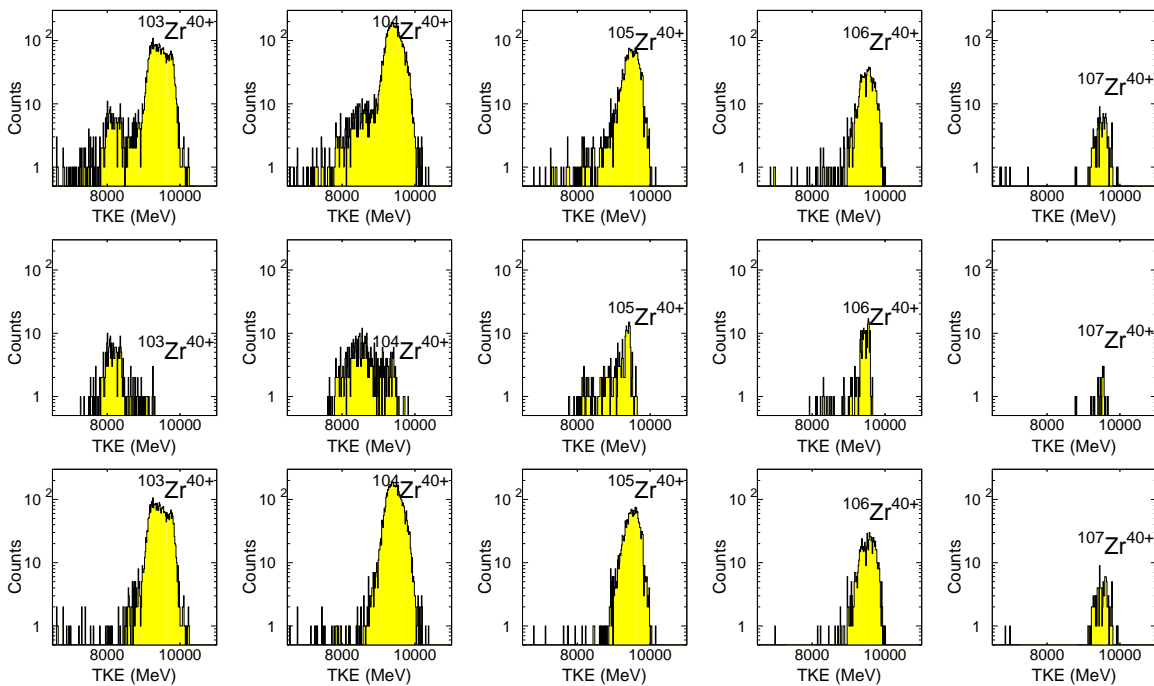 10² ¹⁰³Zr⁴⁰⁺ 10² ¹⁰⁴Zr⁴⁰⁺ 10² ¹⁰⁵Zr⁴⁰⁺ 10² ¹⁰⁶Zr⁴⁰⁺ 10² ¹⁰⁷Zr⁴⁰⁺
Counts Counts Counts Counts Counts
10 10 10 10 10
1 1 1 1 1
8000 10000 8000 10000 8000 10000 8000 10000 8000 10000
TKE (MeV) TKE (MeV) TKE (MeV) TKE (MeV) TKE (MeV)
10² ¹⁰³Zr⁴⁰⁺ 10² ¹⁰⁴Zr⁴⁰⁺ 10² ¹⁰⁵Zr⁴⁰⁺ 10² ¹⁰⁶Zr⁴⁰⁺ 10² ¹⁰⁷Zr⁴⁰⁺
Counts Counts Counts Counts Counts
10 10 10 10 10
1 1 1 1 1
8000 10000 8000 10000 8000 10000 8000 10000 8000 10000
TKE (MeV) TKE (MeV) TKE (MeV) TKE (MeV) TKE (MeV)
10² ¹⁰³Zr⁴⁰⁺ 10² ¹⁰⁴Zr⁴⁰⁺ 10² ¹⁰⁵Zr⁴⁰⁺ 10² ¹⁰⁶Zr⁴⁰⁺ 10² ¹⁰⁷Zr⁴⁰⁺
Counts Counts Counts Counts Counts
10 10 10 10 10
1 1 1 1 1
8000 10000 8000 10000 8000 10000 8000 10000 8000 10000
TKE (MeV) TKE (MeV) TKE (MeV) TKE (MeV) TKE (MeV)